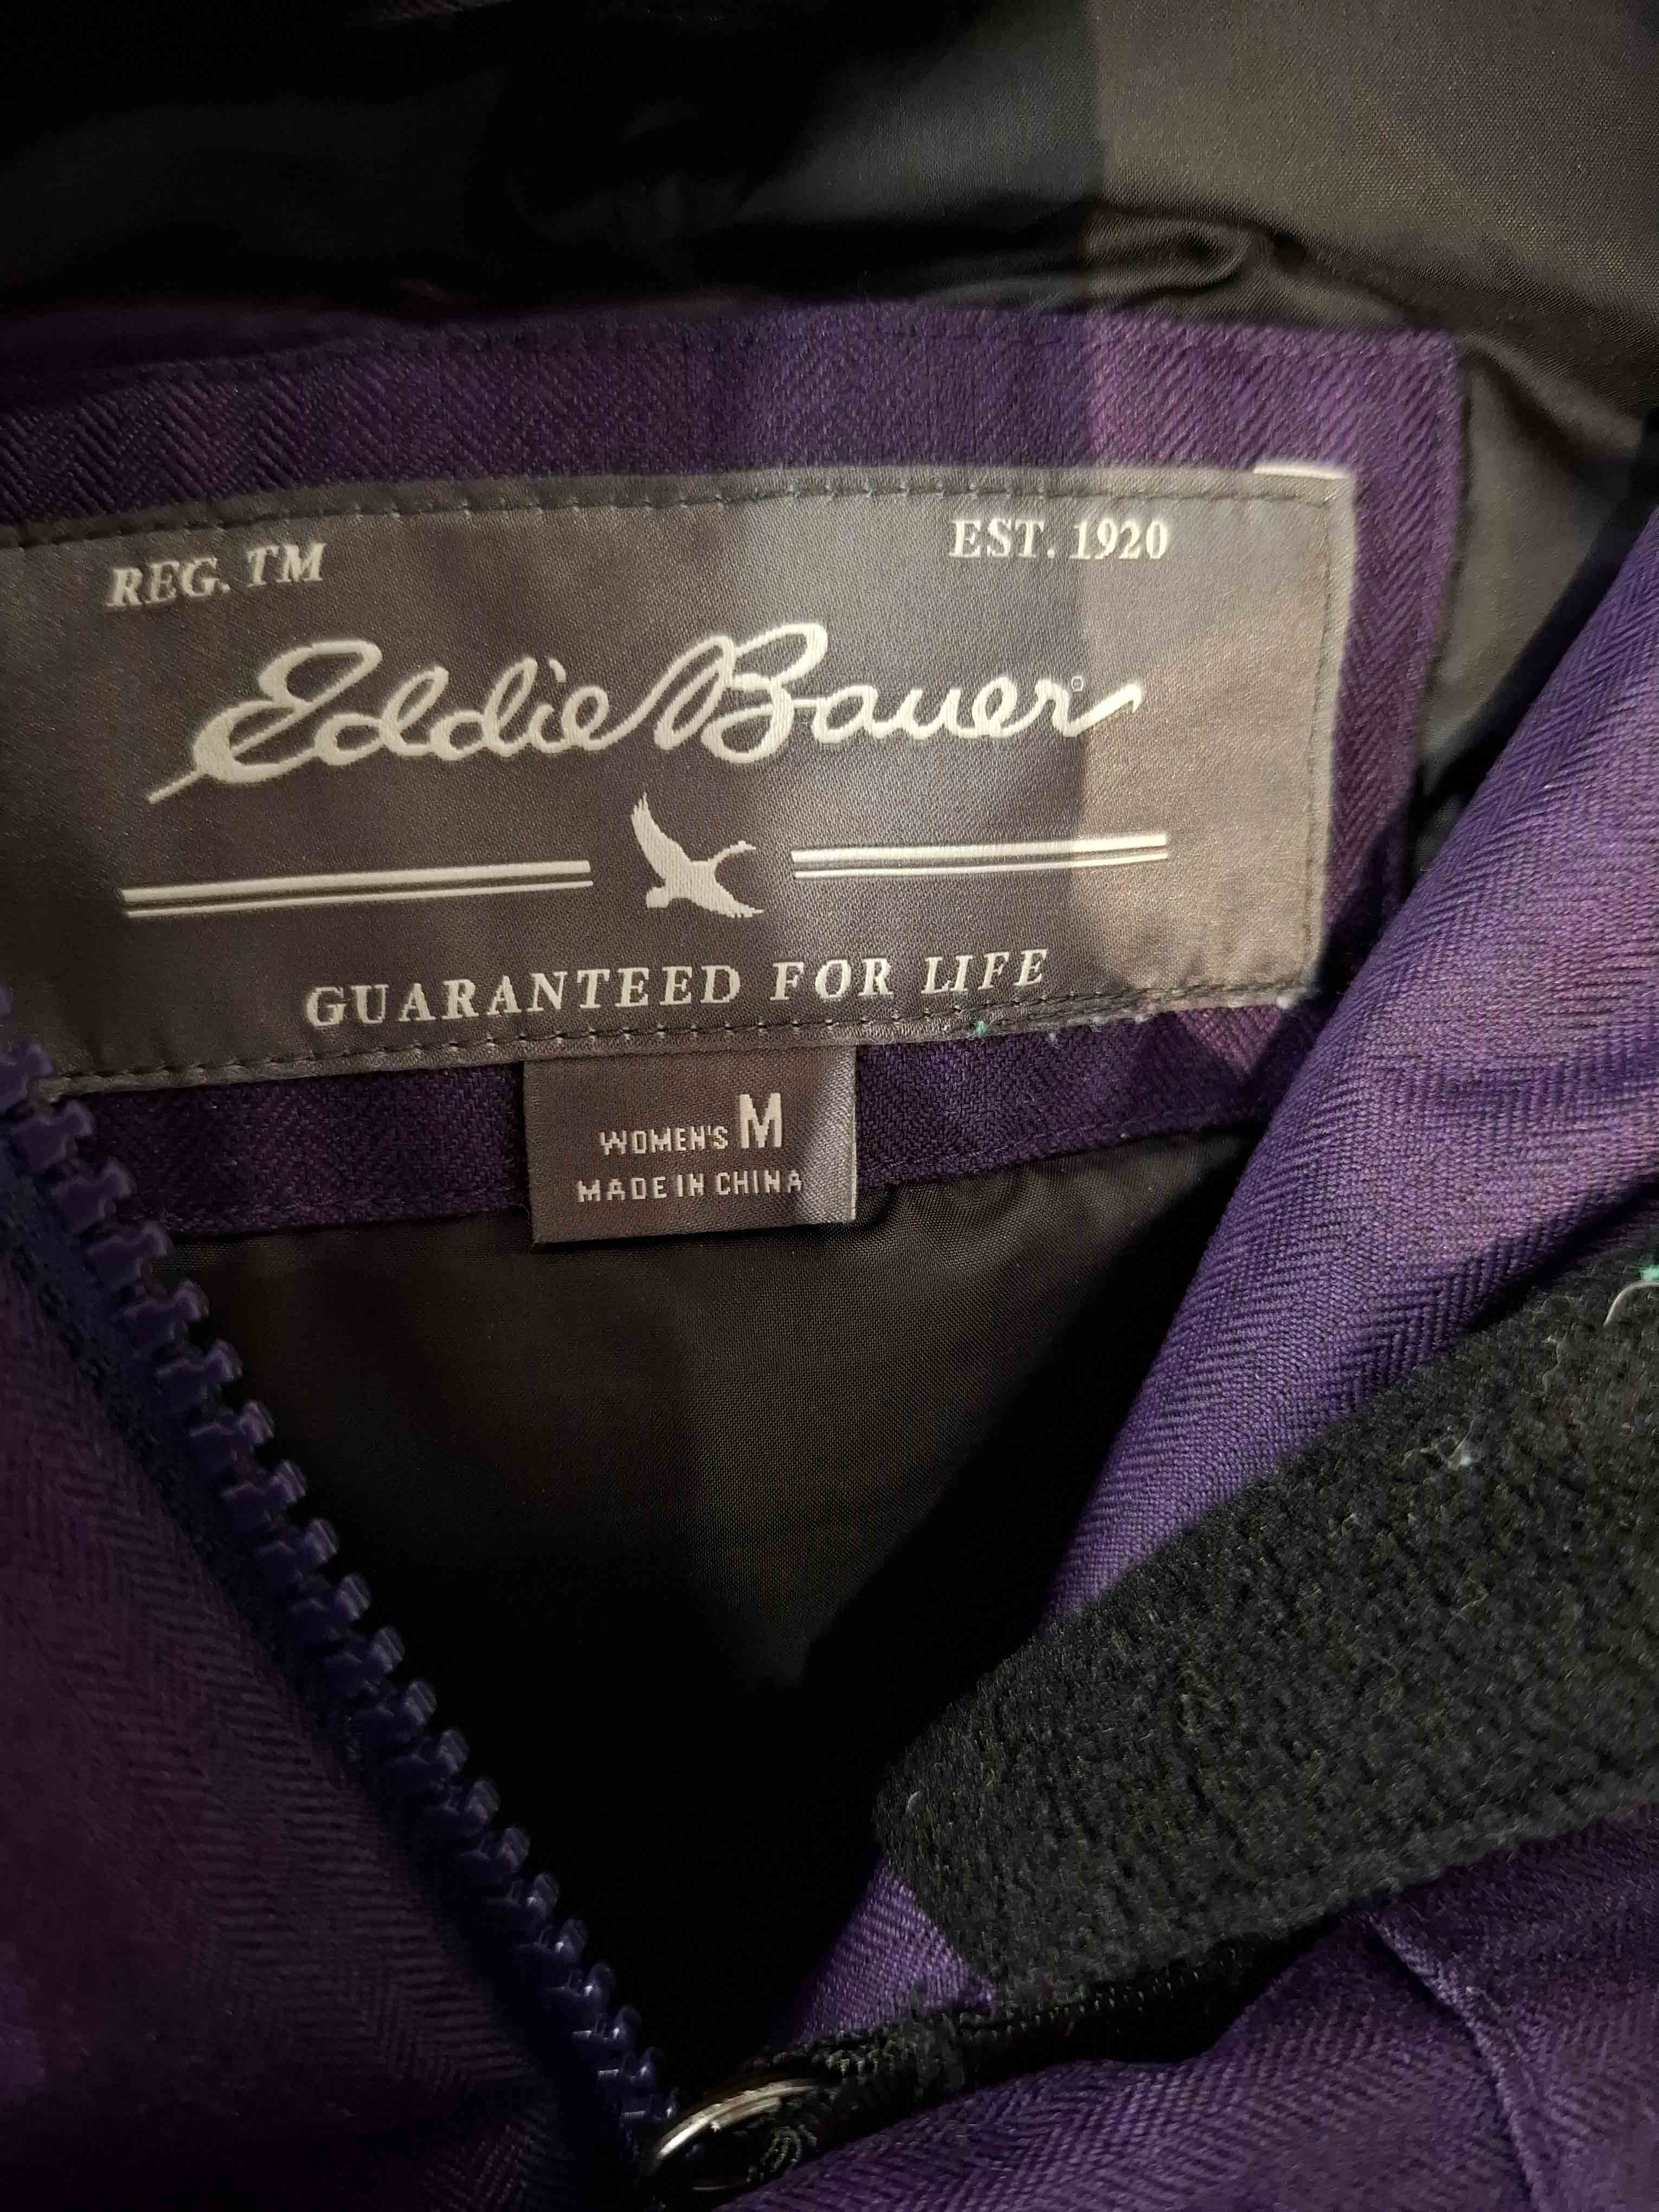 REG. TM EST. 1920
Eddie Bauer®
GUARANTEED FOR LIFE
WOMEN'S M
MADE IN CHINA